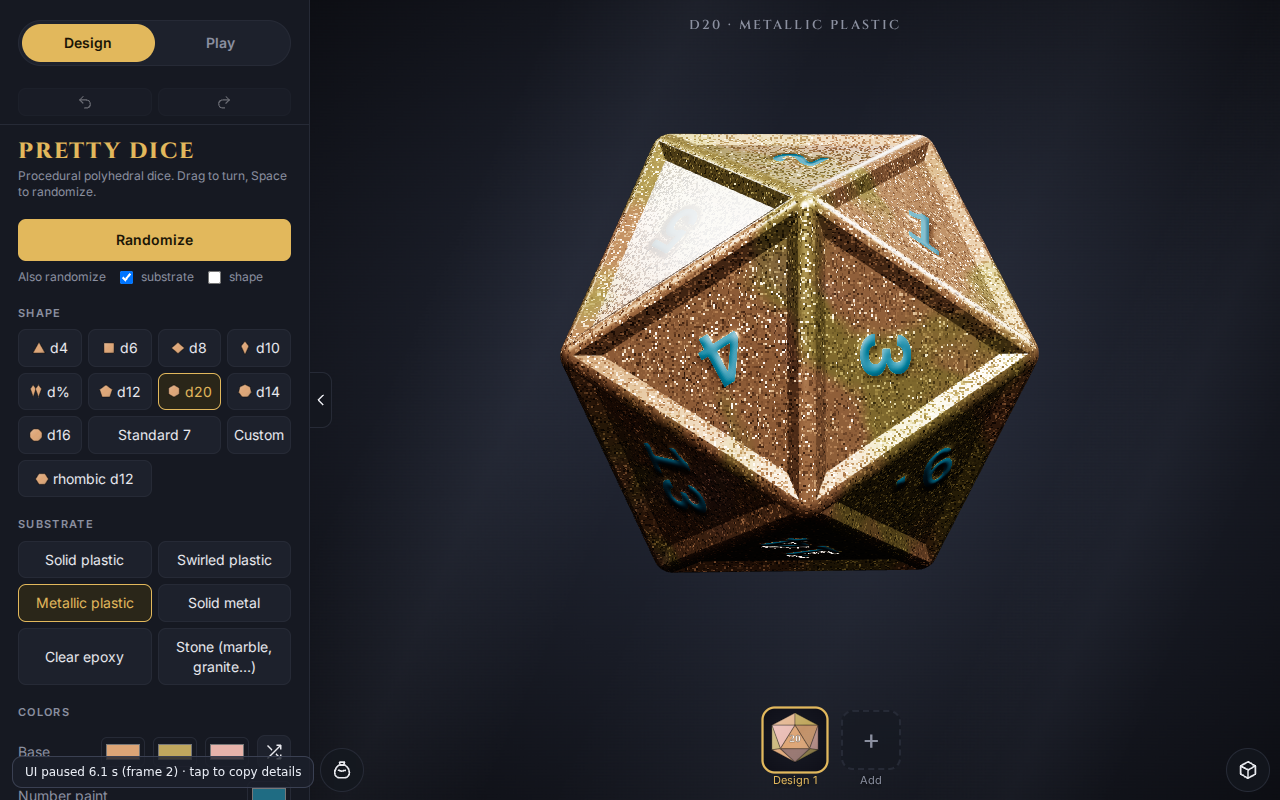 Design
Play
PRETTY DICE
Procedural polyhedral dice. Drag to turn, Space
to randomize.
Randomize
Also randomize
substrate
shape
SHAPE
d4
d6
d8
d10
d%
d12
d20
d14
d16
Standard 7
Custom
rhombic d12
SUBSTRATE
Solid plastic
Swirled plastic
Metallic plastic
Solid metal
Clear epoxy
Stone (marble,
granite...)
COLORS
Base
UI paused 6.1 s (frame 2) · tap to copy details
Number paint
D20 · METALLIC PLASTIC
2
5
1
4
3
13
9.
Design 1
+
Add